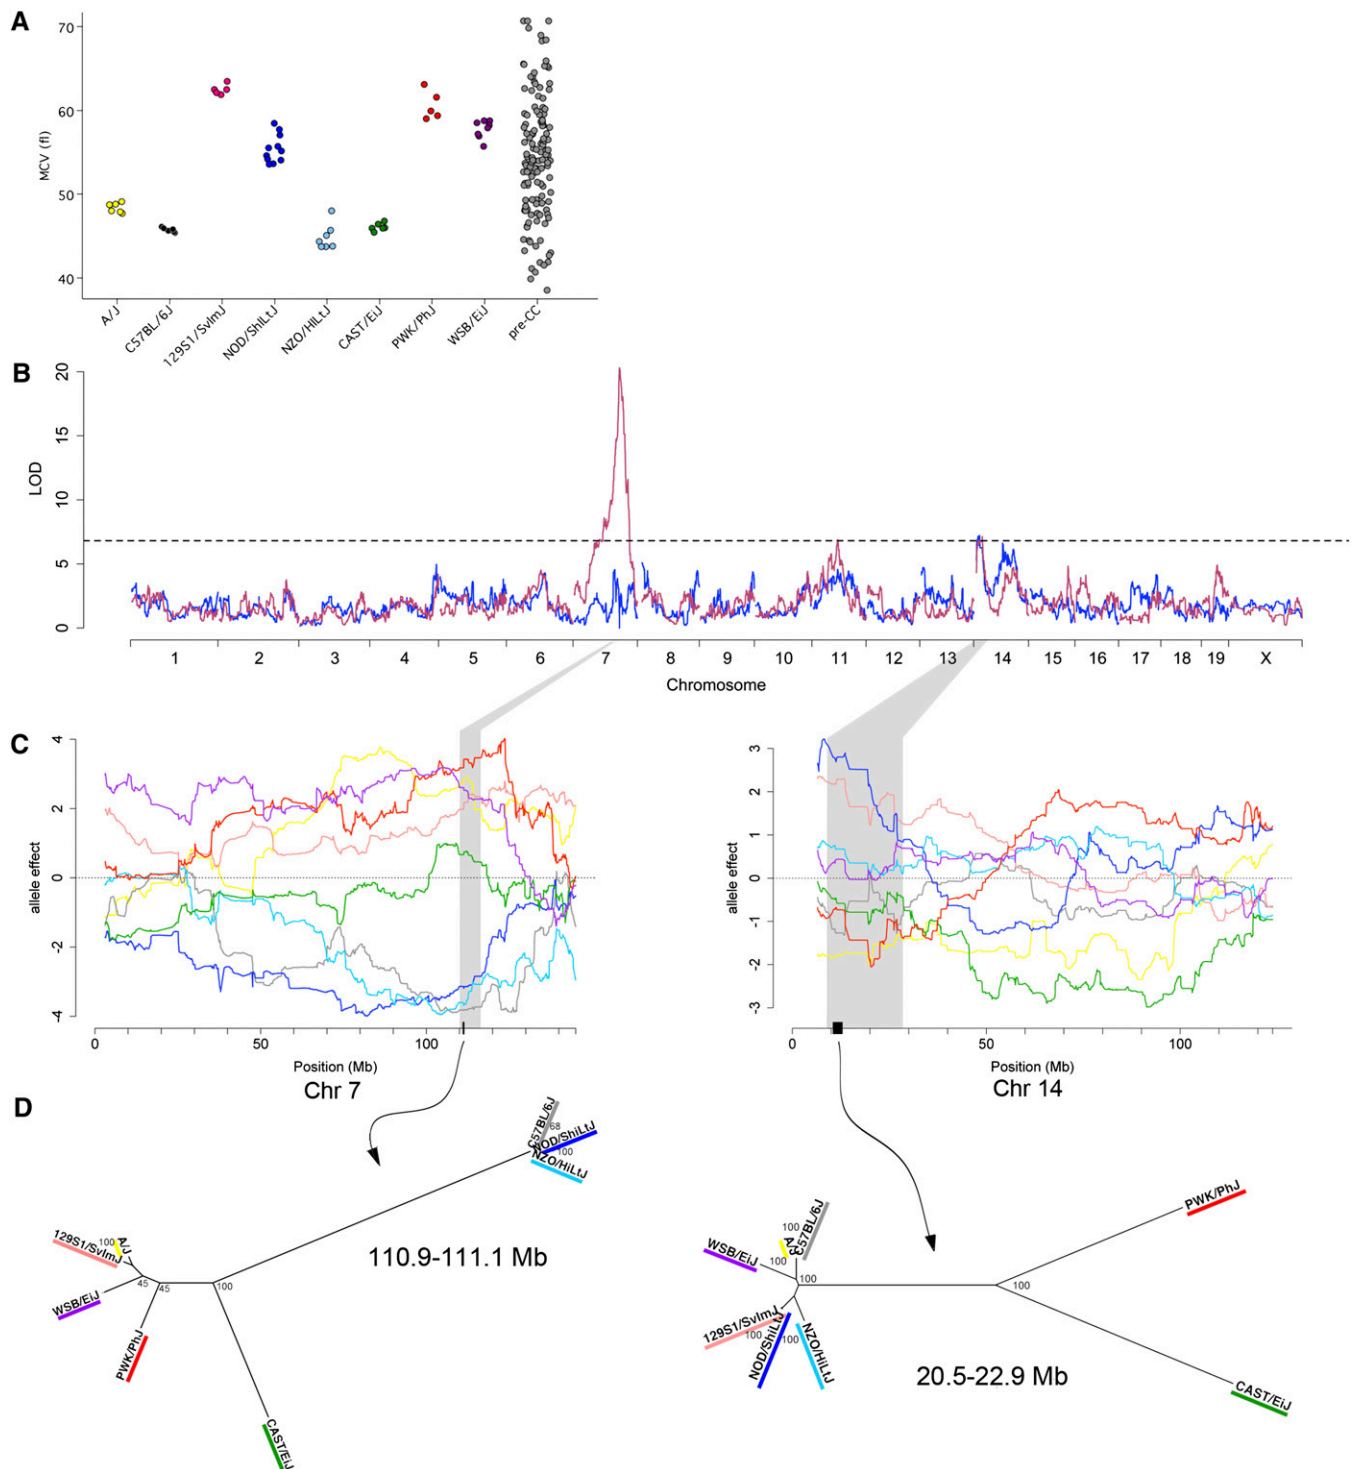 A
MCV (fl)
70
60
50
40
A/J
C57BL/6J
129S1/SvImJ
NOD/ShiLtJ
NZO/HILtJ
CAST/EiJ
PWK/PhJ
WSB/EiJ
pre-CC
B
LOD
20
15
10
5
0
1 2 3 4 5 6 7 8 9 10 11 12 13 14 15 16 17 18 19 X
Chromosome
C
allele effect
4
2
0
-2
-4
0 50 100
Position (Mb)
Chr 7
allele effect
3
2
1
0
-1
-2
-3
0 50 100
Position (Mb)
Chr 14
D
C57BL/6J
68
NOD/ShiLtJ
100
NZO/HiLtJ
129S1/SvImJ
100
A/J
45
45
100
WSB/EiJ
PWK/PhJ
CAST/EiJ
110.9-111.1 Mb
PWK/PhJ
100
C57BL/6J
A/J
100
WSB/EiJ
100
100
129S1/SvImJ
100
NOD/ShiLtJ
100
NZO/HiLtJ
20.5-22.9 Mb
CAST/EiJ